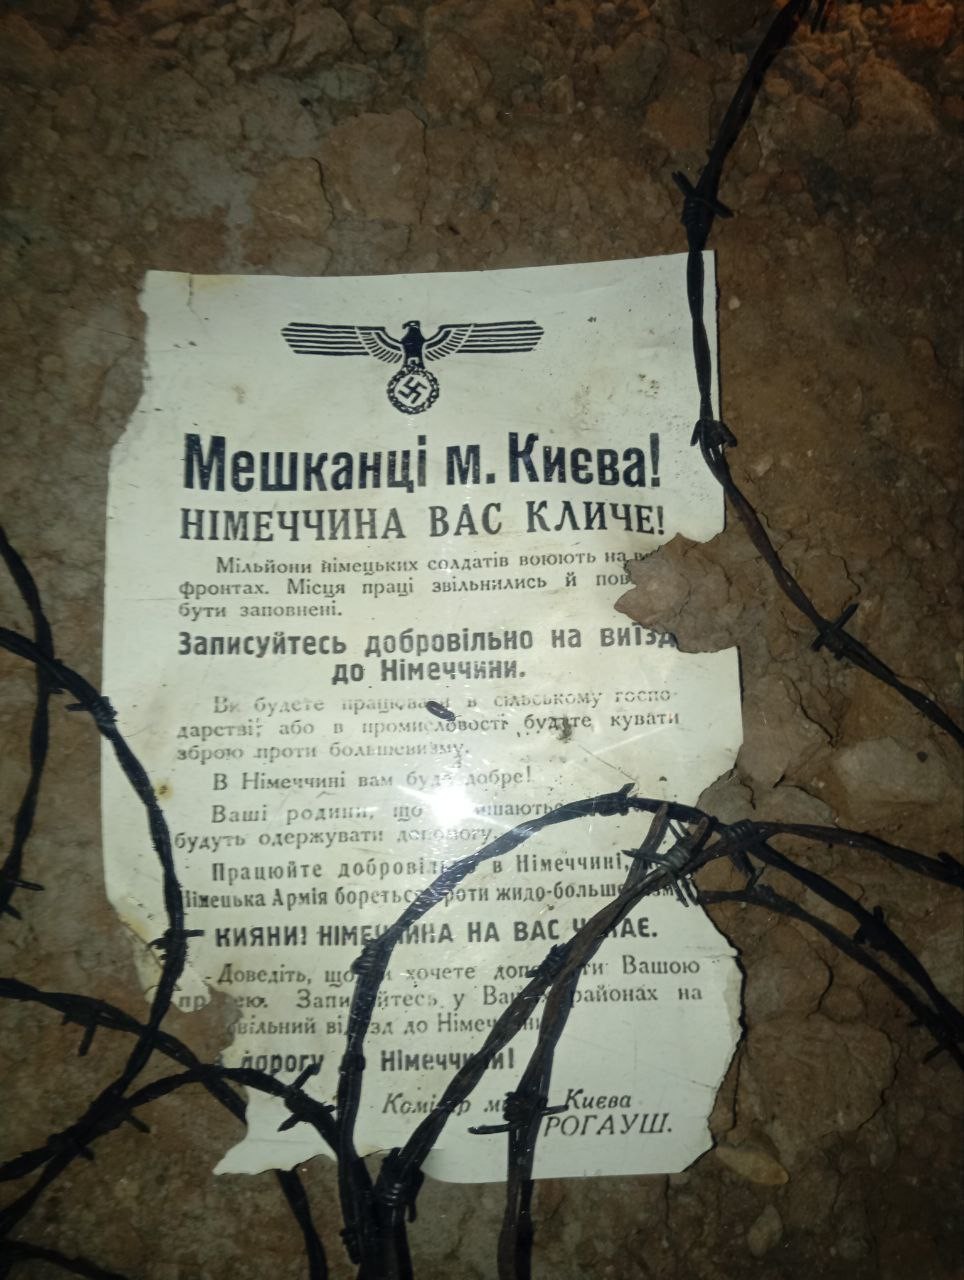 Мешканці м. Києва!
НІМЕЧЧИНА ВАС КЛИЧЕ!
Мільйони німецьких солдатів воюють на
фронтах. Місця праці звільнились й
бути заповнені.
Записуйтесь добровільно на виїзд
до Німеччини.
Ви будете працювати в сільському госпо-
дарстві; або в промисловості будете кувати
зброю проти большевизму.
В Німеччині вам буде добре!
Ваші родини, що
будуть одержувати допомогу.
Працюйте добровільно в Німеччині,
Німецька Армія бореться проти жидо-большевизму
КИЯНИ! НІМЕЧЧИНА НА ВАС ЧЕКАЄ.
Доведіть, що ви хочете допомогти Вашою
працею. Записуйтесь у Ваших районах на
від'їзд до Німеччини
дорогу до Німеччини!
Комісар міста Києва
РОГАУШ.